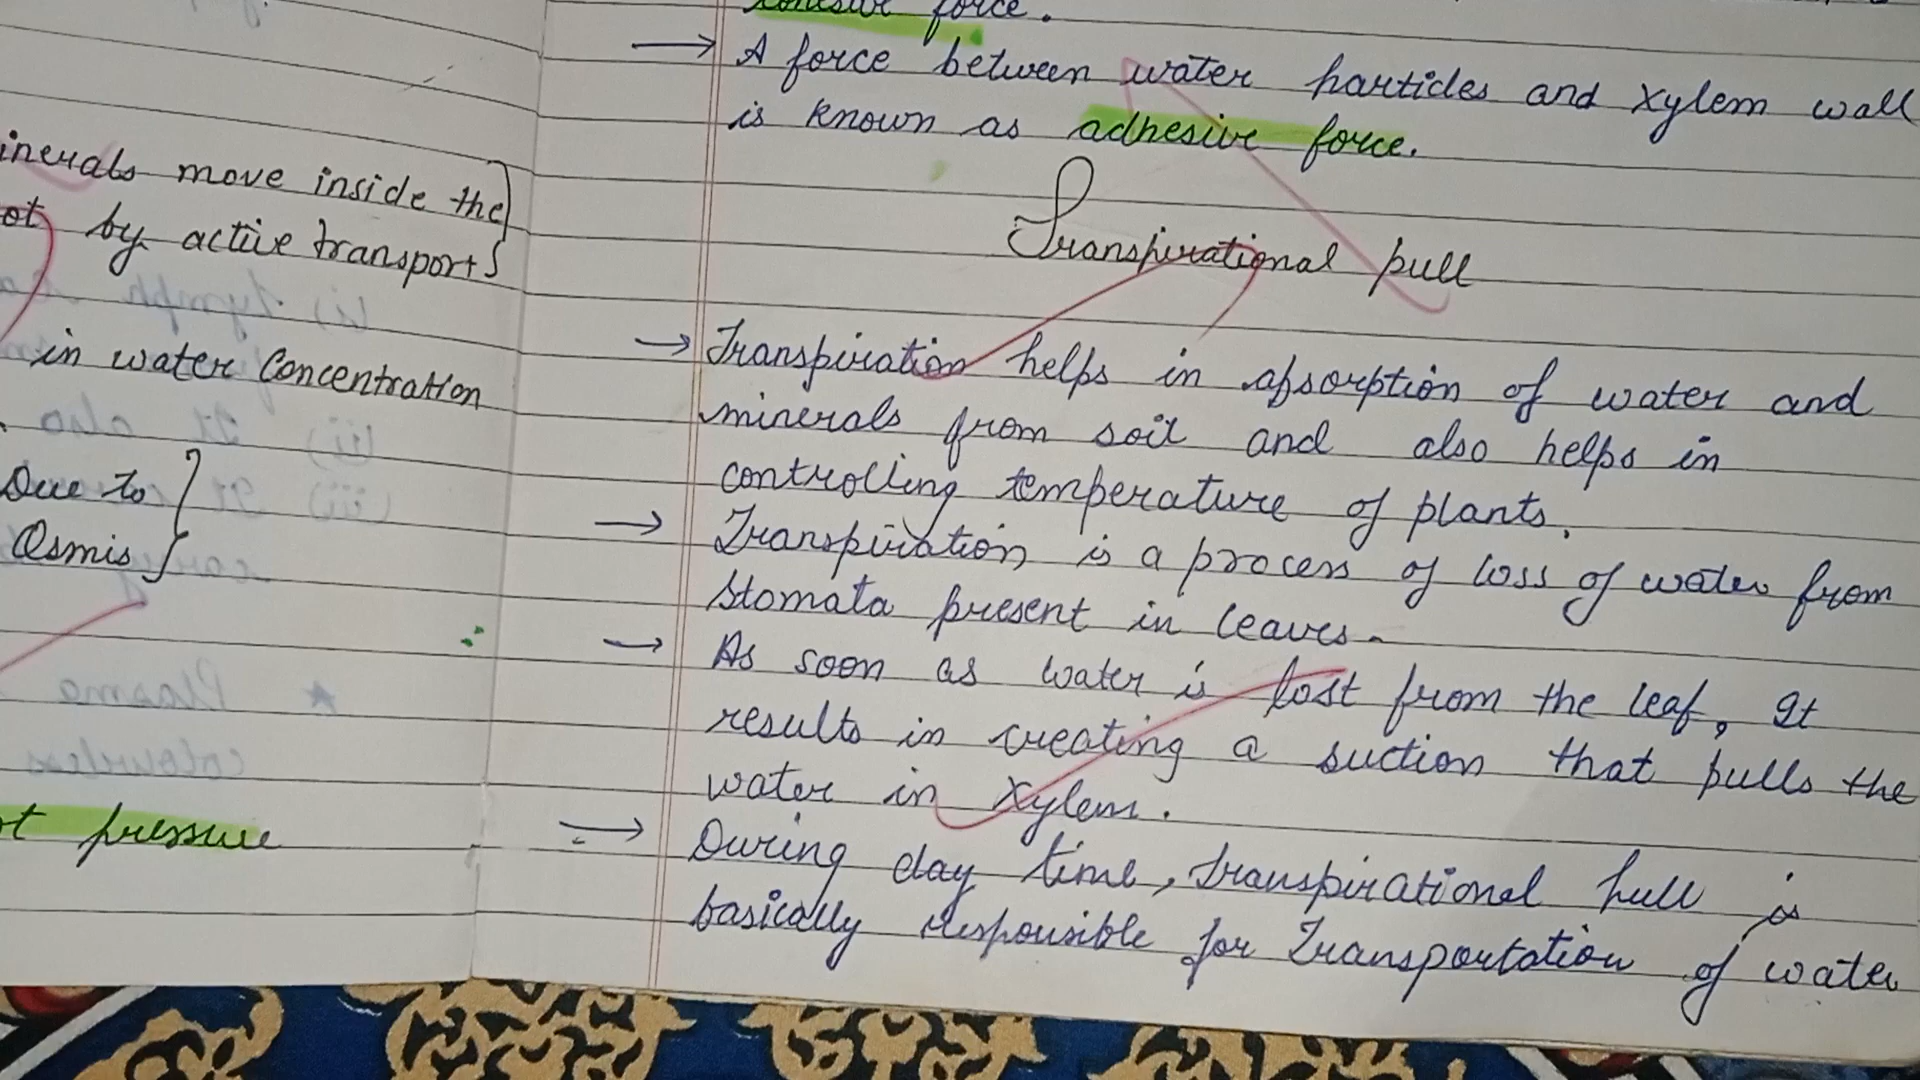 inerals move inside the
ot by active transport
in water Concentration
Due to
Osmis
t pressure
cohesive force.
→ A force between water particles and xylem wall
is known as adhesive force.
Transpirational pull
→ Transpiration helps in absorption of water and
minerals from soil and also helps in
controlling temperature of plants.
→ Transpiration is a process of loss of water from
stomata present in leaves.
→ As soon as water is lost from the leaf, It
results in creating a suction that pulls the
water in xylem.
→ During day time, transpirational pull is
basically responsible for Transportation of water